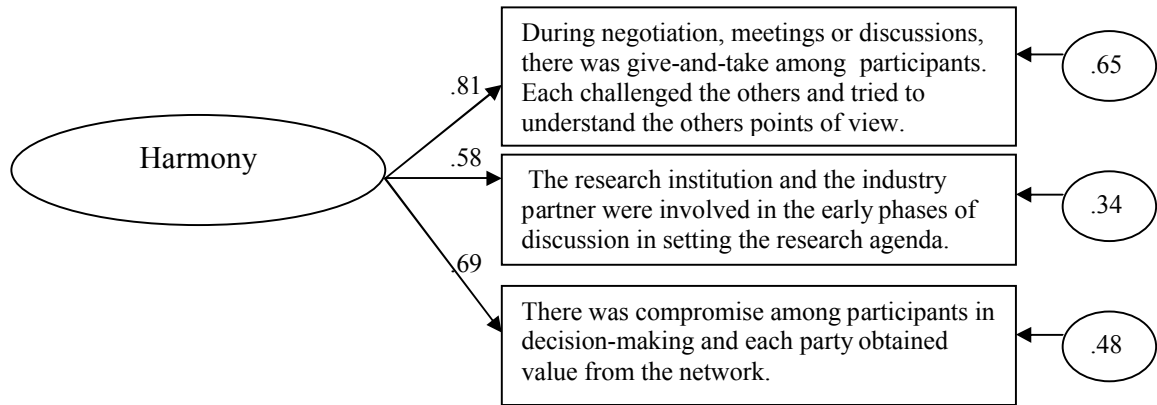 Harmony
.81
.58
.69
During negotiation, meetings or discussions,
there was give-and-take among participants.
Each challenged the others and tried to
understand the others points of view.
.65
The research institution and the industry
partner were involved in the early phases of
discussion in setting the research agenda.
.34
There was compromise among participants in
decision-making and each party obtained
value from the network.
.48